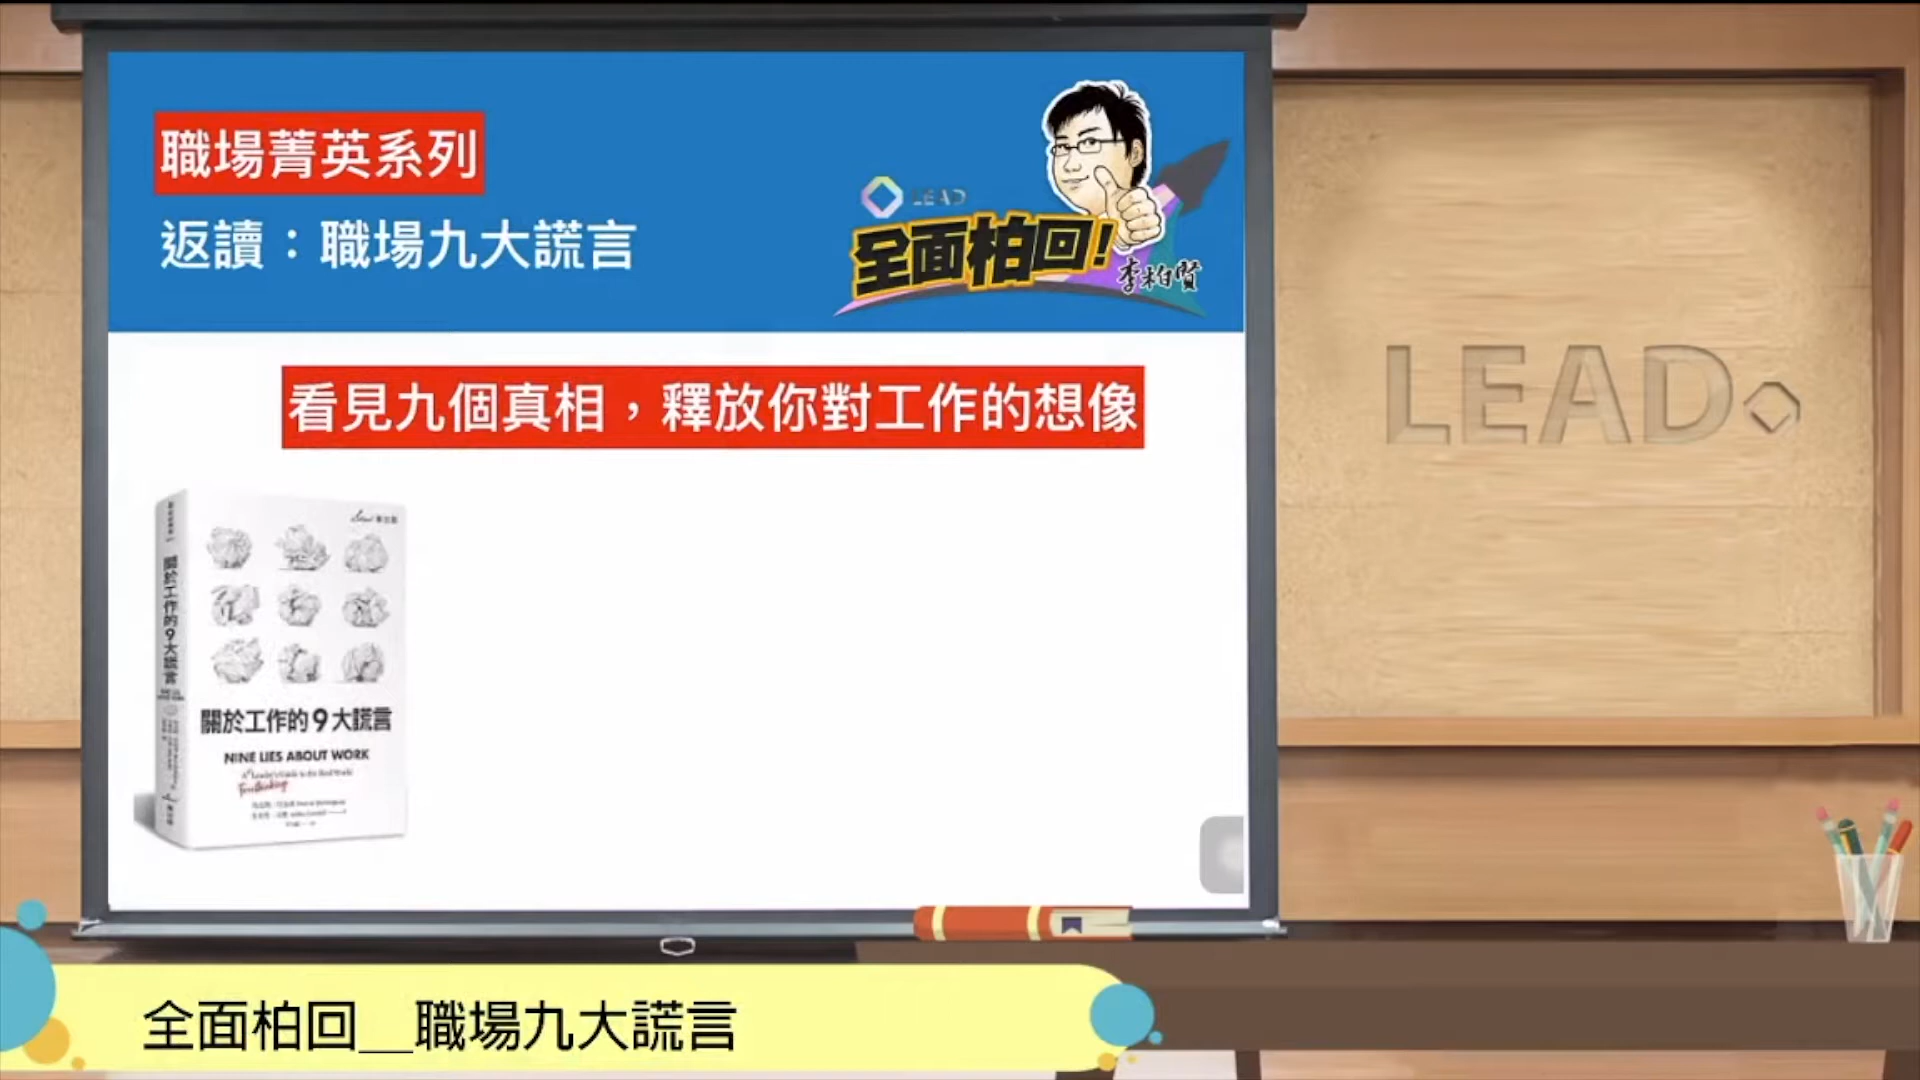 職場菁英系列
返讀：職場九大謊言
LEAD
全面柏回!
李柏賢
看見九個真相，釋放你對工作的想像
關於工作的9大謊言
關於工作的9大謊言
NINE LIES ABOUT WORK
Freethinking
LEAD
全面柏回__職場九大謊言